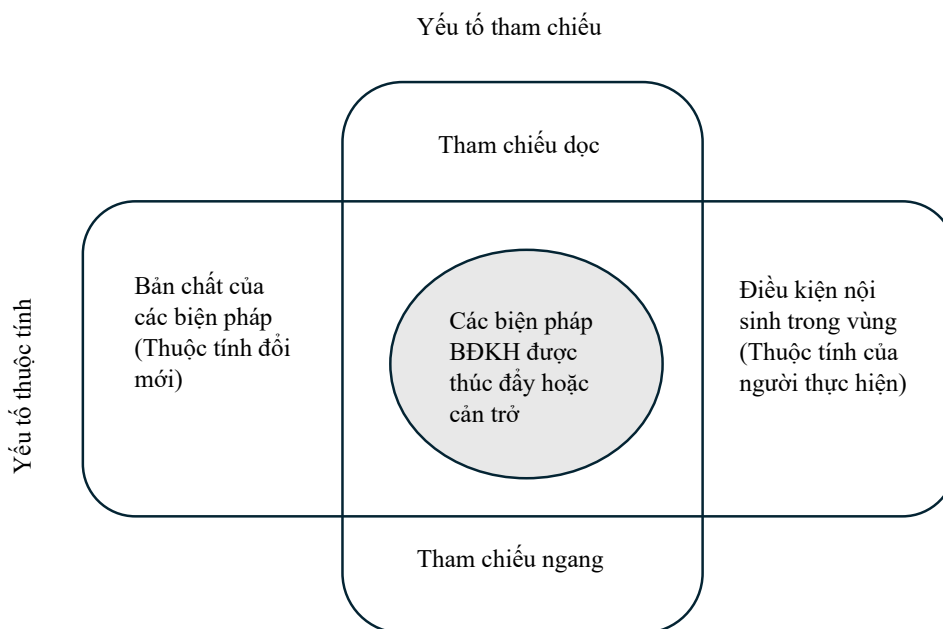 Yếu tố tham chiếu
Tham chiếu dọc
Yếu tố thuộc tính
Bản chất của
các biện pháp
(Thuộc tính đổi
mới)
Các biện pháp
BĐKH được
thúc đẩy hoặc
cản trở
Điều kiện nội
sinh trong vùng
(Thuộc tính của
người thực hiện)
Tham chiếu ngang